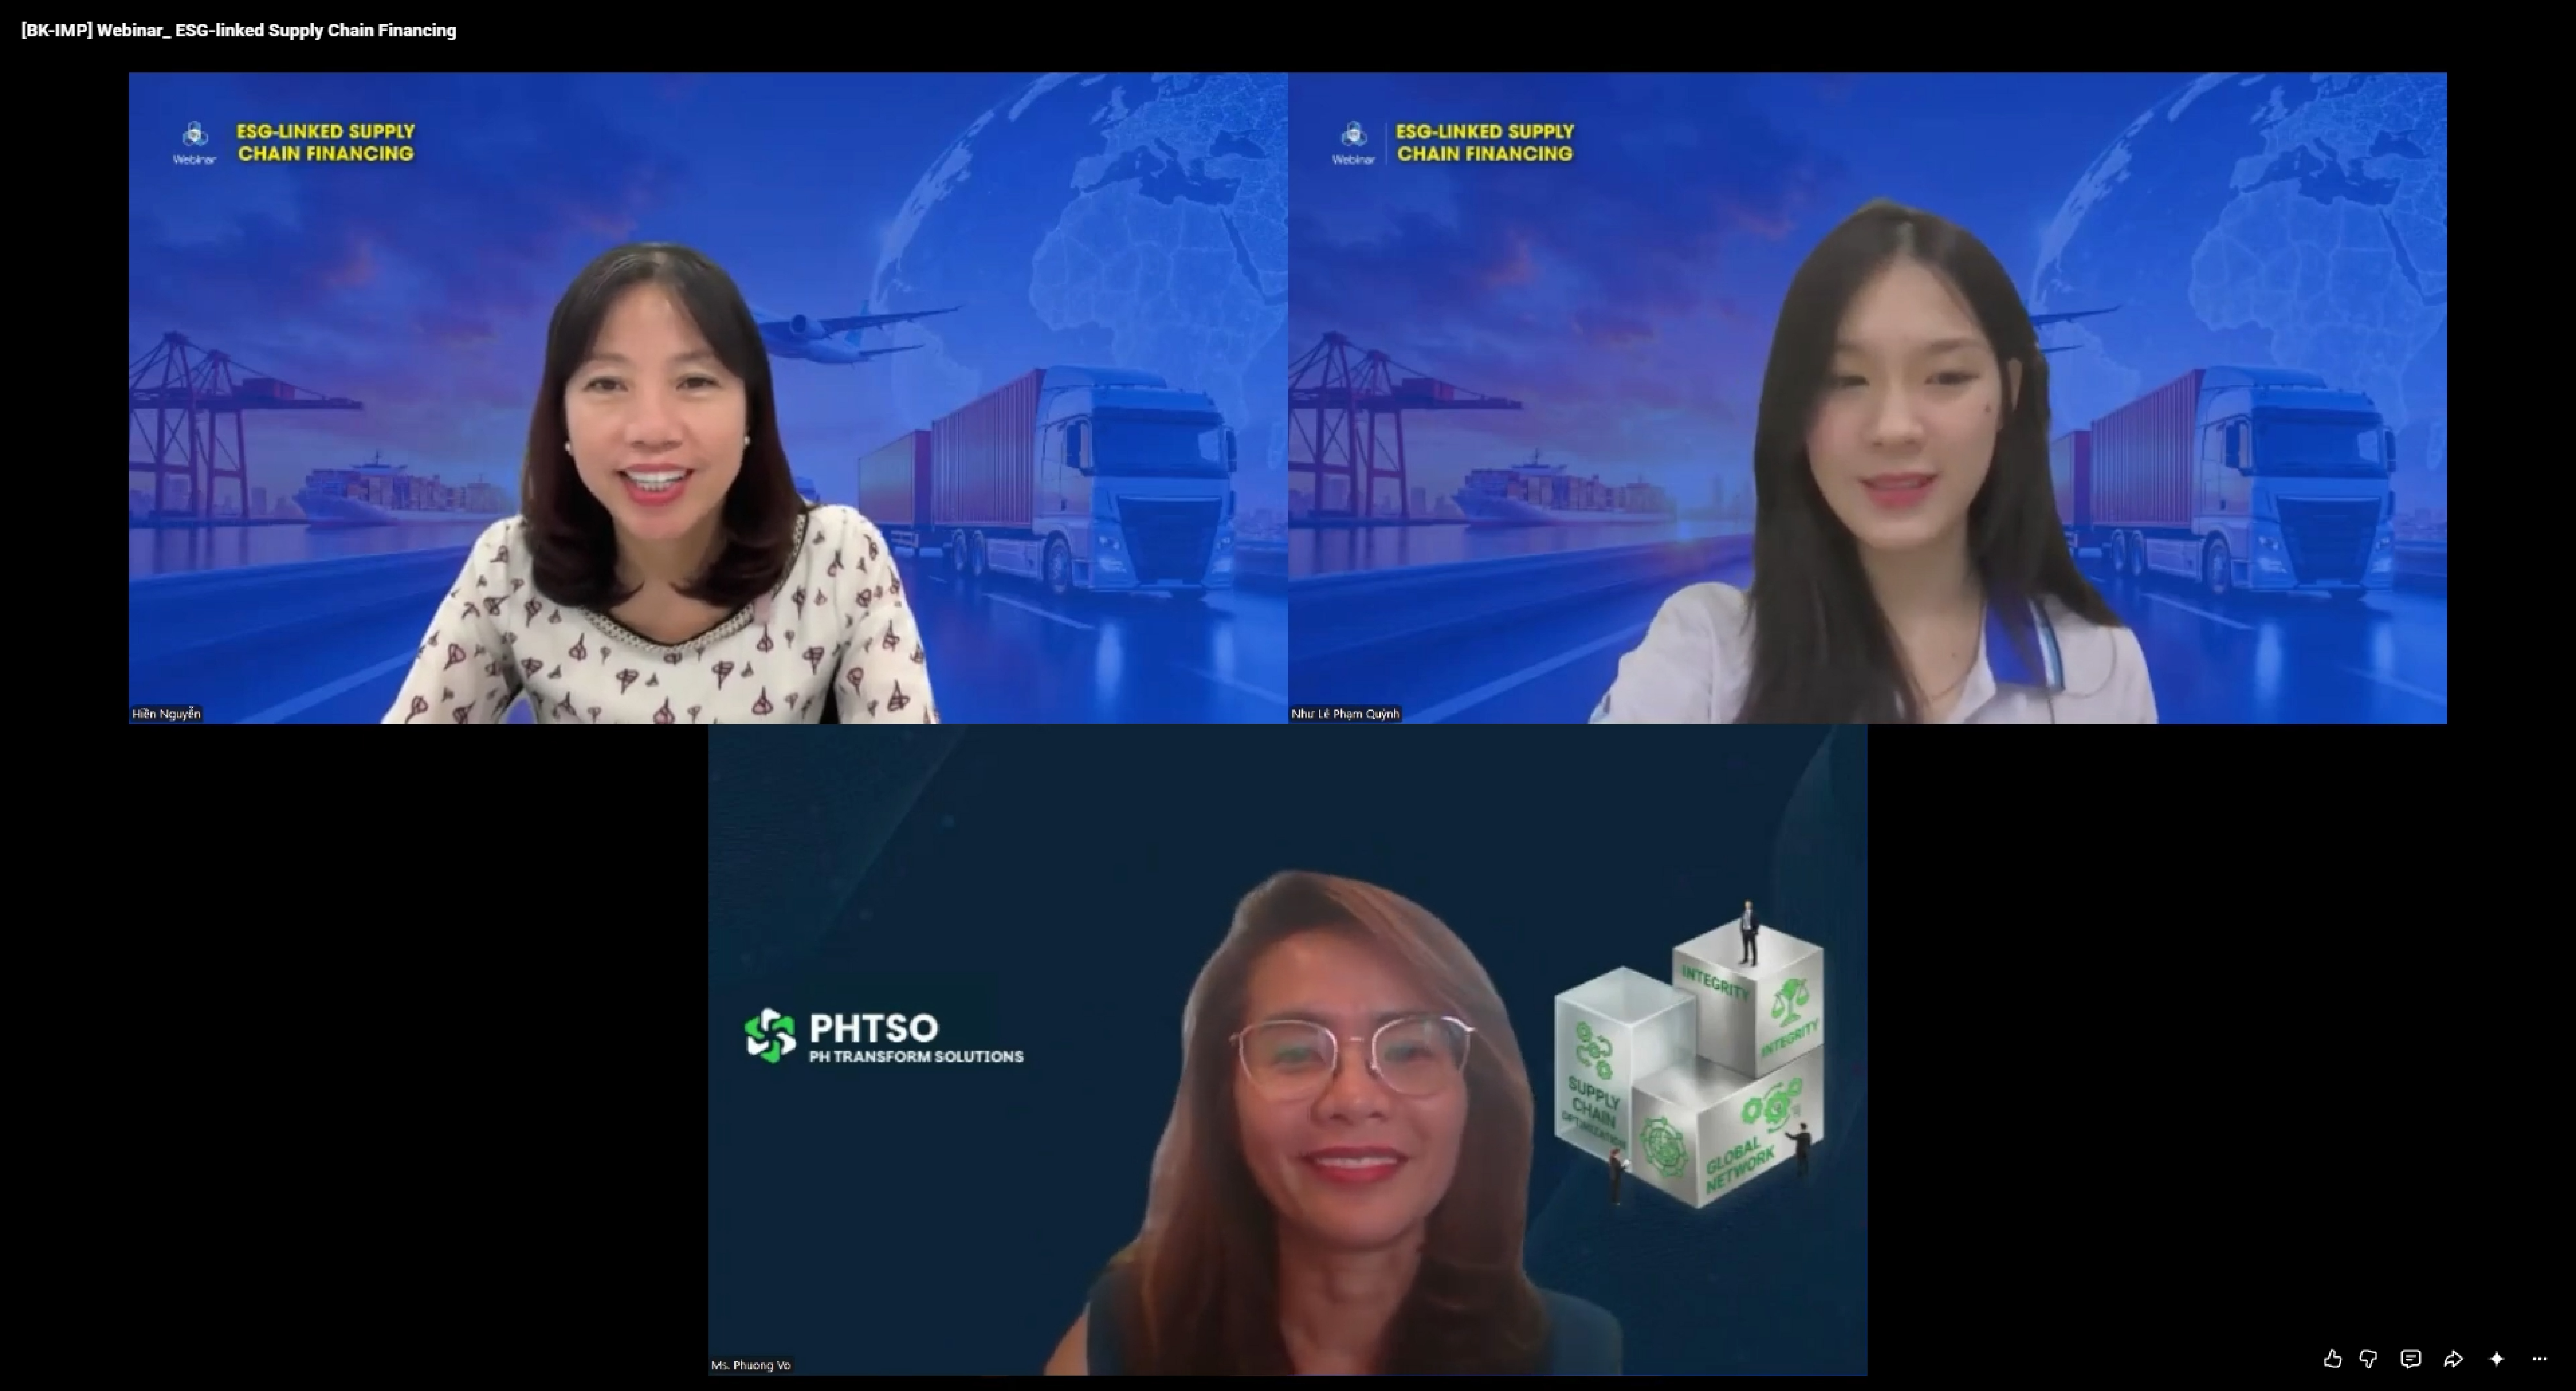 [BK-IMP] Webinar_ ESG-linked Supply Chain Financing
Webinar
ESG-LINKED SUPPLY
CHAIN FINANCING
Hiền Nguyễn
Webinar
ESG-LINKED SUPPLY
CHAIN FINANCING
Như Lê Phạm Quỳnh
PHTSO
PH TRANSFORM SOLUTIONS
INTEGRITY
INTEGRITY
SUPPLY
CHAIN
OPTIMIZATION
GLOBAL
NETWORK
Ms. Phuong Vo